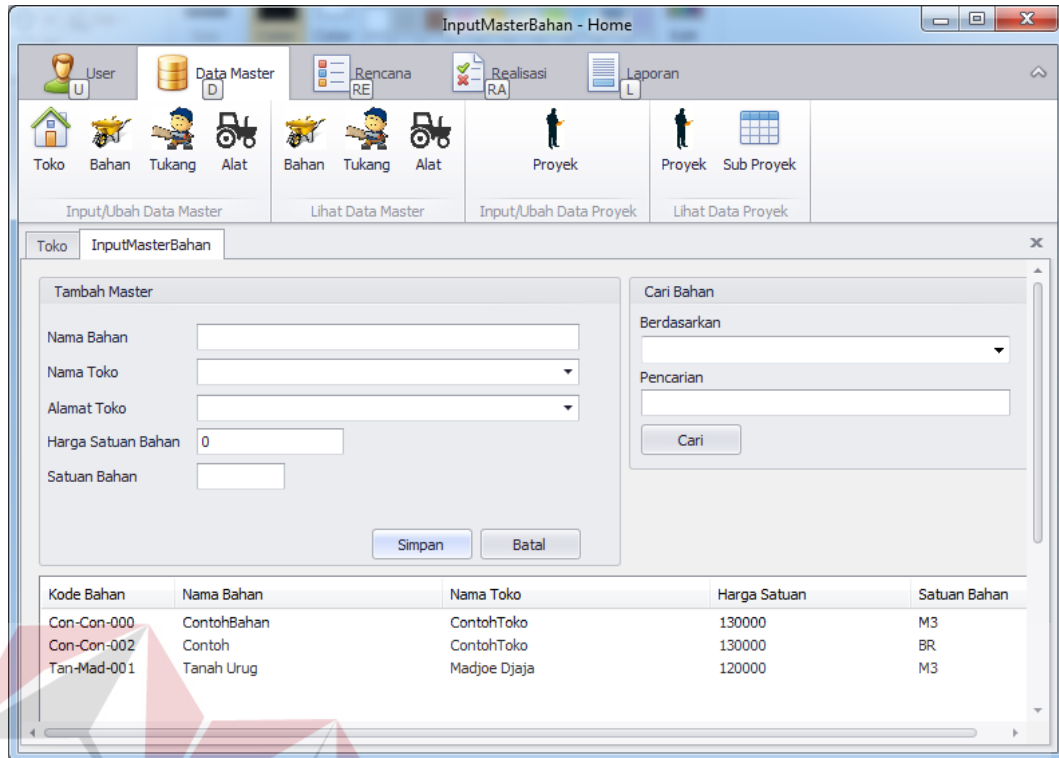 InputMasterBahan - Home
User Data Master Rencana Realisasi Laporan
U D RE RA L
Toko Bahan Tukang Alat Bahan Tukang Alat Proyek Proyek Sub Proyek
Input/Ubah Data Master Lihat Data Master Input/Ubah Data Proyek Lihat Data Proyek
Toko InputMasterBahan
Tambah Master
Nama Bahan
Nama Toko
Alamat Toko
Harga Satuan Bahan 0
Satuan Bahan
Simpan Batal
Cari Bahan
Berdasarkan
Pencarian
Cari
Kode Bahan Nama Bahan Nama Toko Harga Satuan Satuan Bahan
Con-Con-000 ContohBahan ContohToko 130000 M3
Con-Con-002 Contoh ContohToko 130000 BR
Tan-Mad-001 Tanah Urug Madjoe Djaja 120000 M3